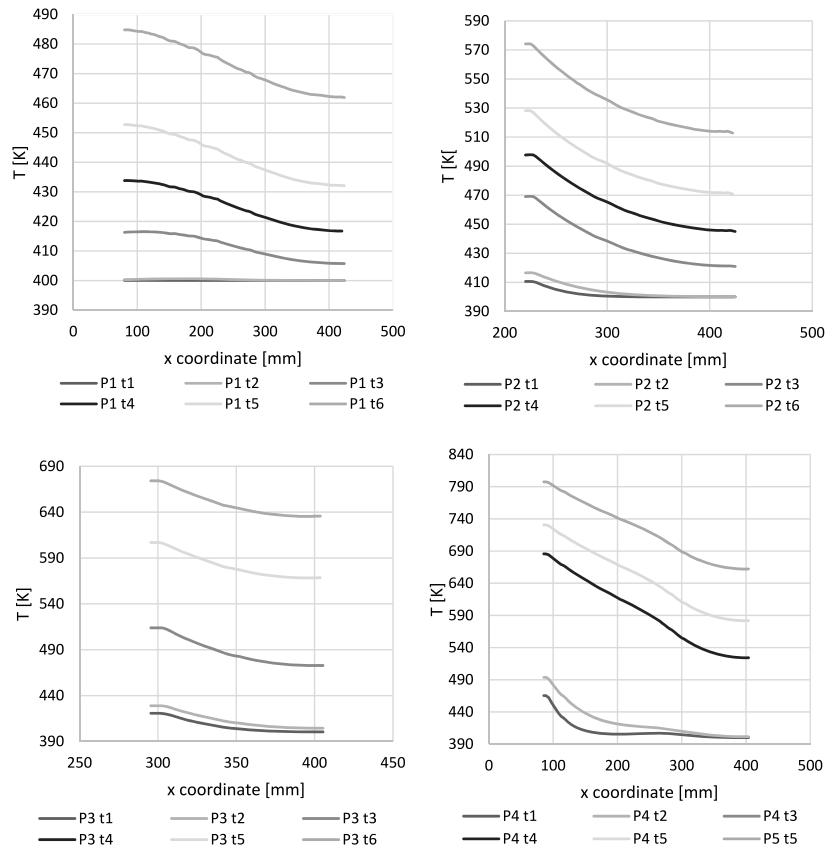 490
480
470
460
450
440
430
420
410
400
390
0 100 200 300 400 500
T [K]
x coordinate [mm]
P1 t1 P1 t2 P1 t3
P1 t4 P1 t5 P1 t6
590
570
550
530
510
490
470
450
430
410
390
200 300 400 500
T [K[
x coordinate [mm]
P2 t1 P2 t2 P2 t3
P2 t4 P2 t5 P2 t6
690
640
590
540
490
440
390
250 300 350 400 450
T [K]
x coordinate [mm]
P3 t1 P3 t2 P3 t3
P3 t4 P3 t5 P3 t6
840
790
740
690
640
590
540
490
440
390
0 100 200 300 400 500
T [K]
x coordinate [mm]
P4 t1 P4 t2 P4 t3
P4 t4 P4 t5 P5 t5